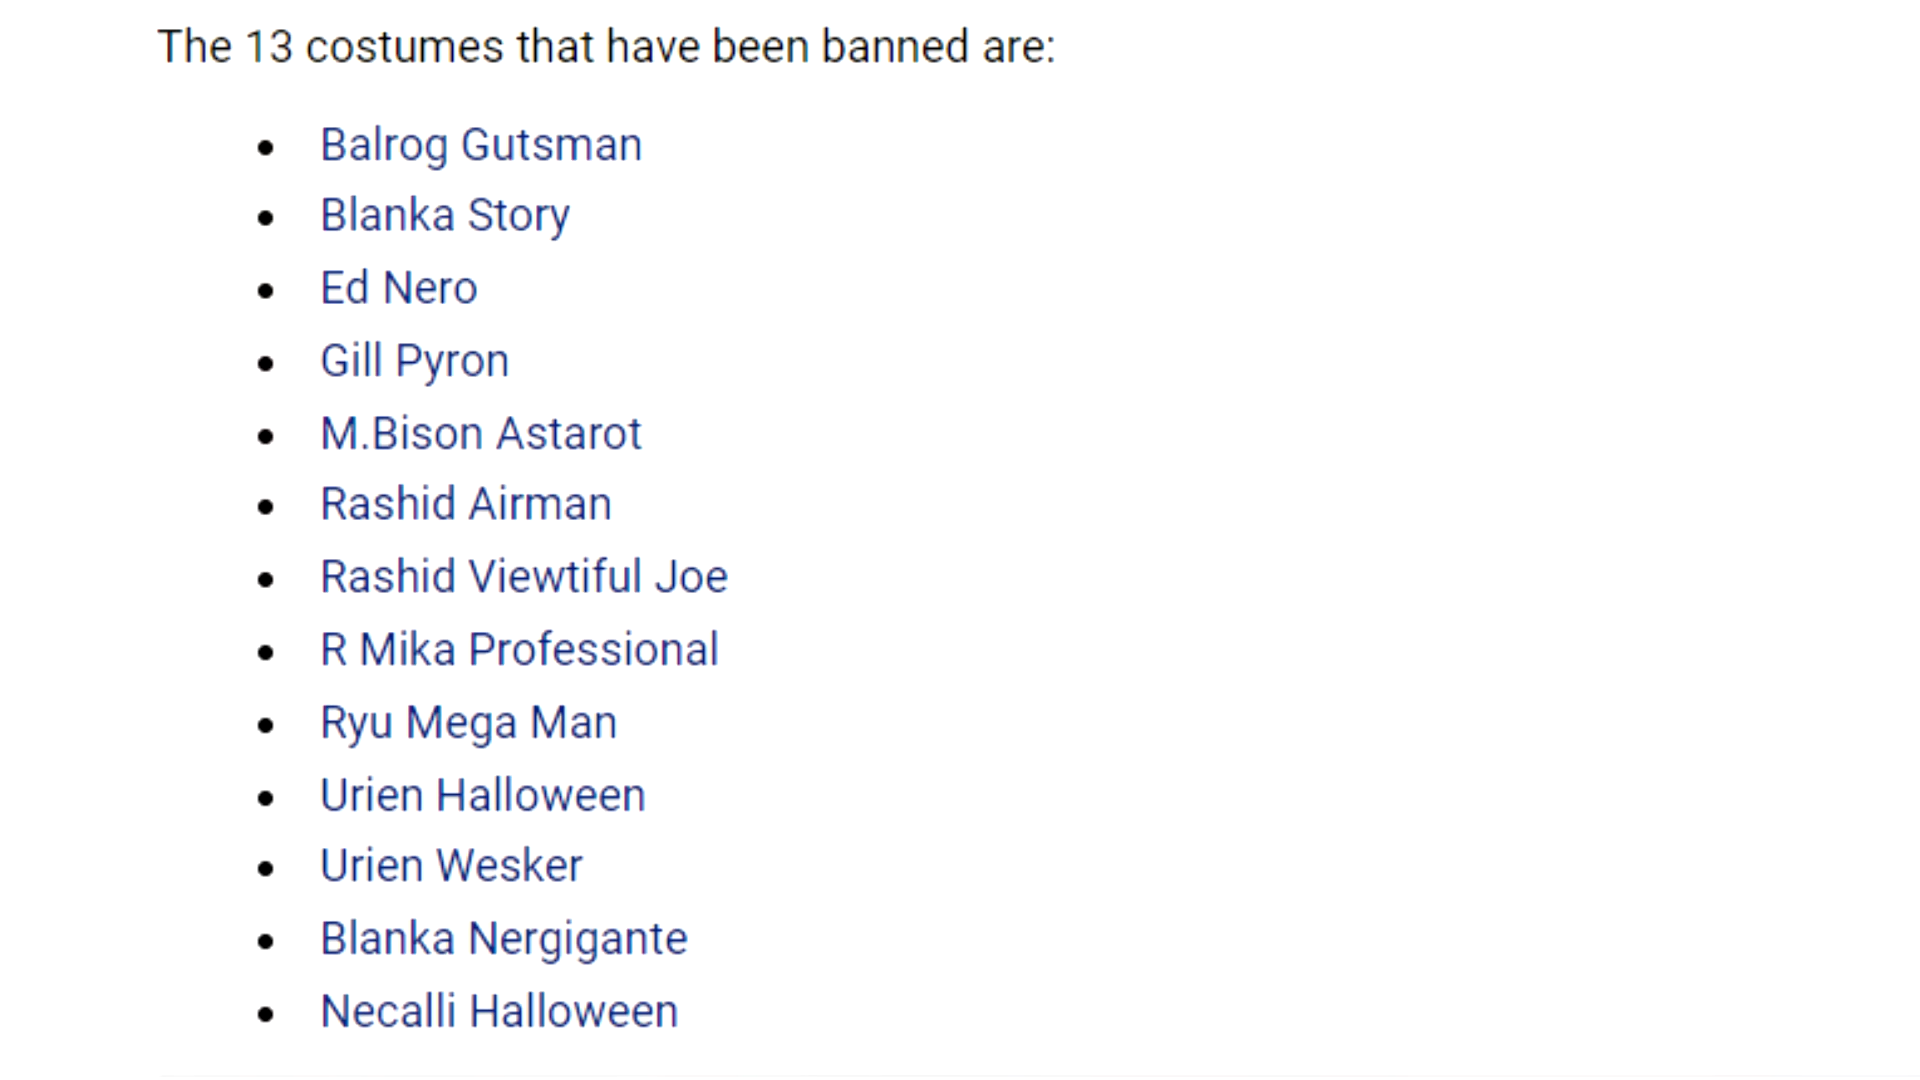 The 13 costumes that have been banned are:
• Balrog Gutsman
• Blanka Story
• Ed Nero
• Gill Pyron
• M.Bison Astarot
• Rashid Airman
• Rashid Viewtiful Joe
• R Mika Professional
• Ryu Mega Man
• Urien Halloween
• Urien Wesker
• Blanka Nergigante
• Necalli Halloween